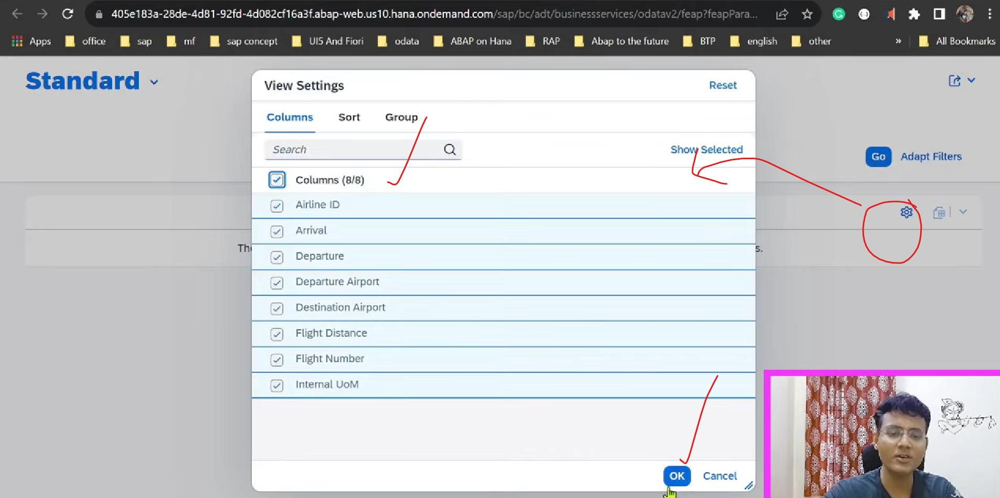 405e183a-28de-4d81-92fd-4d082cf16a3f.abap-web.us10.hana.ondemand.com/sap/bc/adt/businessservices/odatav2/feap?feapPara...
Apps office sap mf sap concept UI5 And Fiori odata ABAP on Hana RAP Abap to the future BTP english other » All Bookmarks
Standard
View Settings Reset
Columns Sort Group
Search Show Selected
Go Adapt Filters
Columns (8/8)
Airline ID
Arrival
The s.
Departure
Departure Airport
Destination Airport
Flight Distance
Flight Number
Internal UoM
OK Cancel